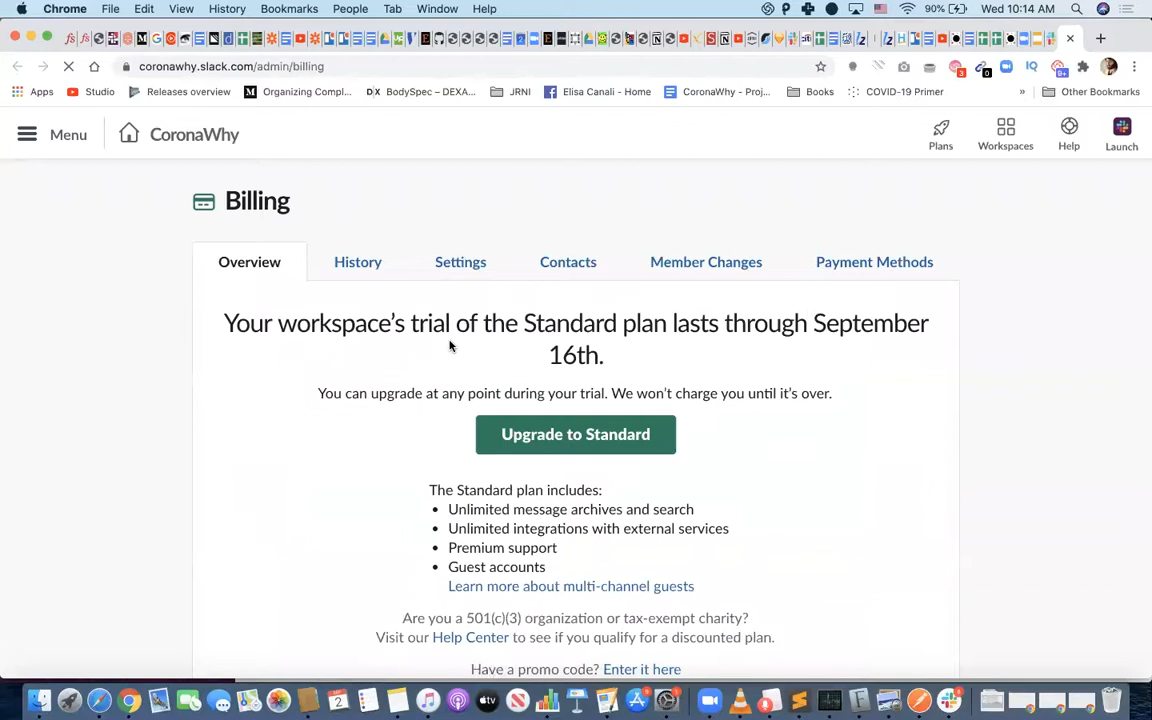 Chrome File Edit View History Bookmarks People Tab Window Help 90% Wed 10:14 AM
coronawhy.slack.com/admin/billing
Apps Studio Releases overview Organizing Compl... BodySpec – DEXA... JRNI Elisa Canali - Home CoronaWhy - Proj... Books COVID-19 Primer » Other Bookmarks
Menu CoronaWhy Plans Workspaces Help Launch
Billing
Overview History Settings Contacts Member Changes Payment Methods
Your workspace's trial of the Standard plan lasts through September
16th.
You can upgrade at any point during your trial. We won't charge you until it's over.
Upgrade to Standard
The Standard plan includes:
• Unlimited message archives and search
• Unlimited integrations with external services
• Premium support
• Guest accounts
Learn more about multi-channel guests
Are you a 501(c)(3) organization or tax-exempt charity?
Visit our Help Center to see if you qualify for a discounted plan.
Have a promo code? Enter it here